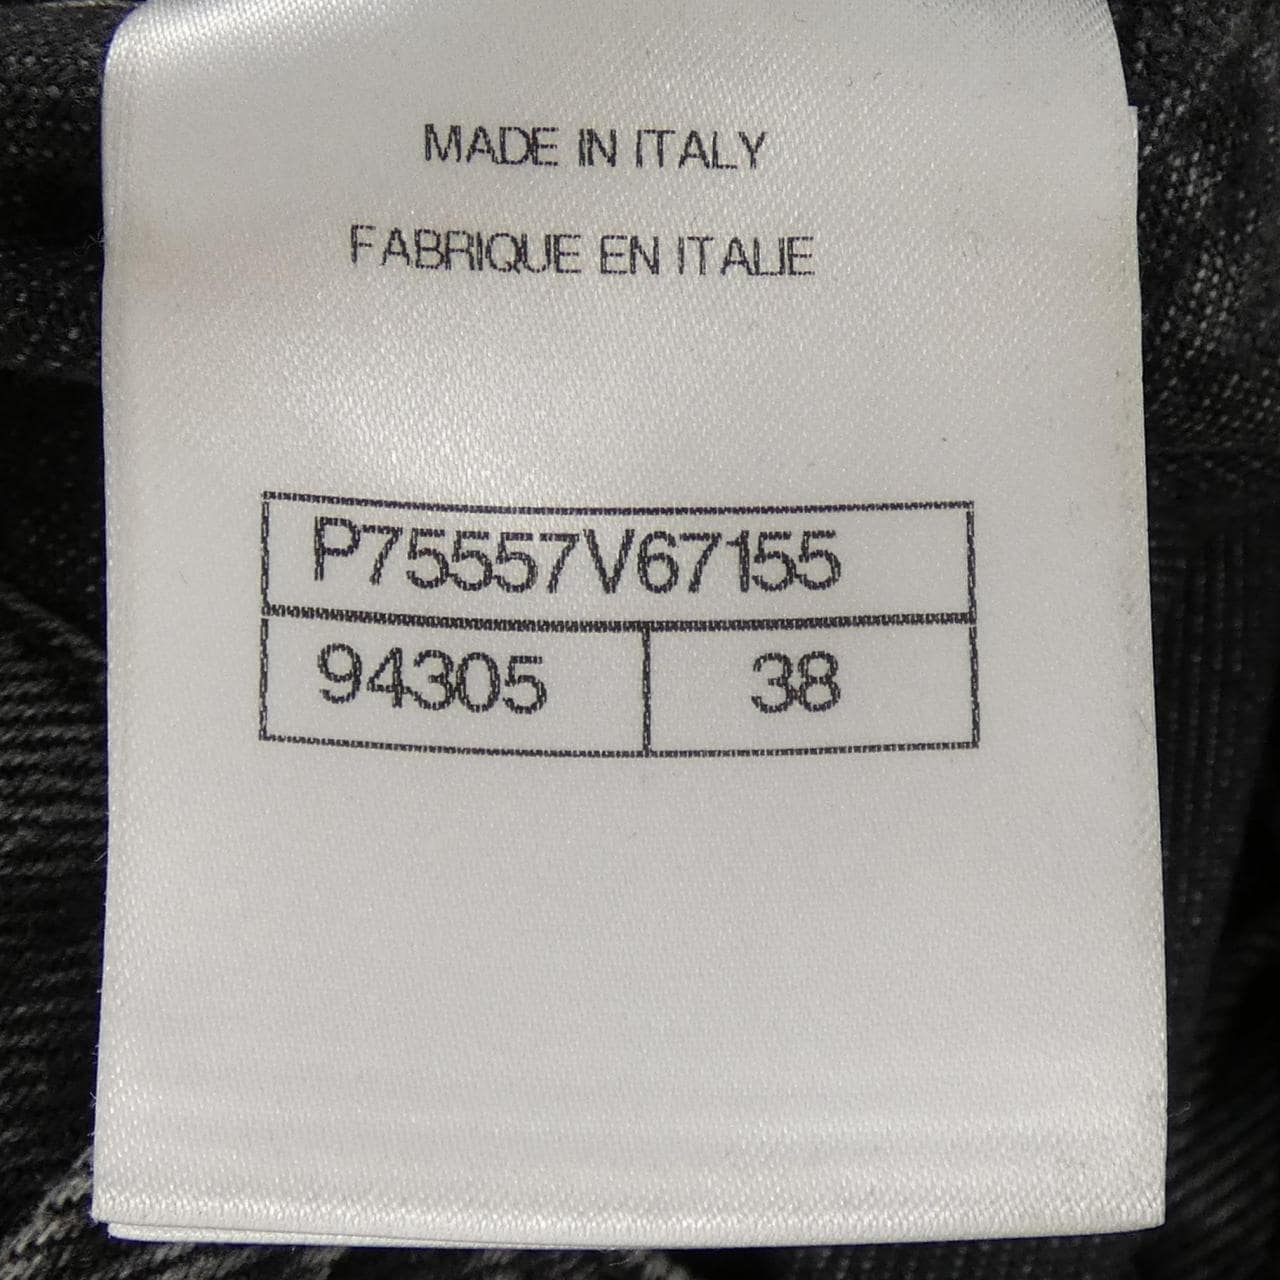 MADE IN ITALY
FABRIQUE EN ITALIE
P75557V67155
94305 38